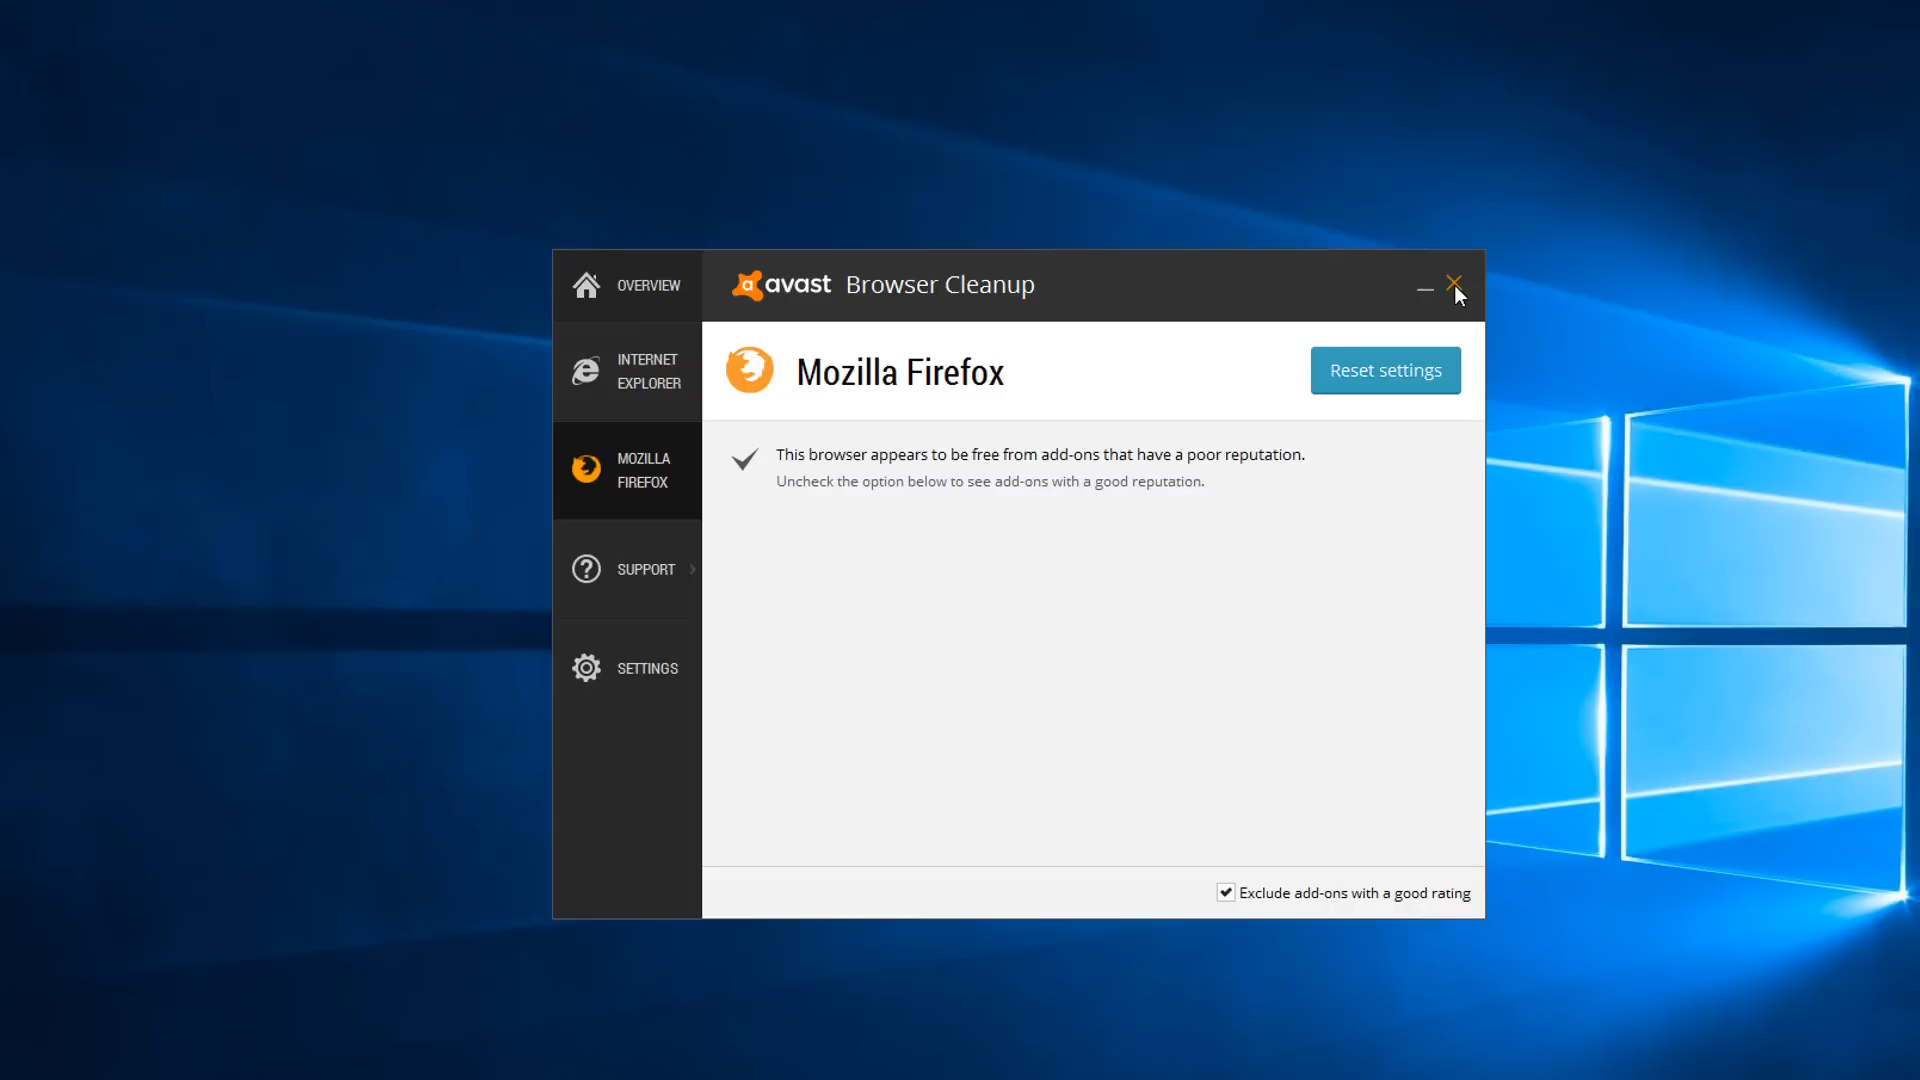 OVERVIEW
avast Browser Cleanup
INTERNET
EXPLORER
Mozilla Firefox
Reset settings
MOZILLA
FIREFOX
This browser appears to be free from add-ons that have a poor reputation.
Uncheck the option below to see add-ons with a good reputation.
SUPPORT
SETTINGS
Exclude add-ons with a good rating